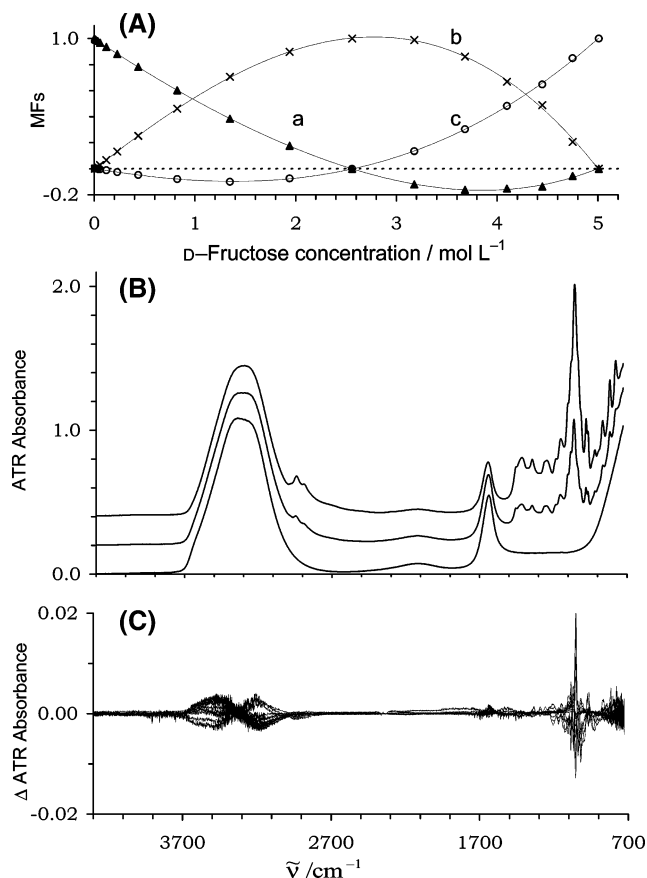 (A)
1.0
MFs
-0.2
a
b
c
0 1 2 3 4 5
D–Fructose concentration / mol L⁻¹
(B)
2.0
1.0
0.0
ATR Absorbance
(C)
0.02
0.00
-0.02
Δ ATR Absorbance
3700 2700 1700 700
ṽ /cm⁻¹